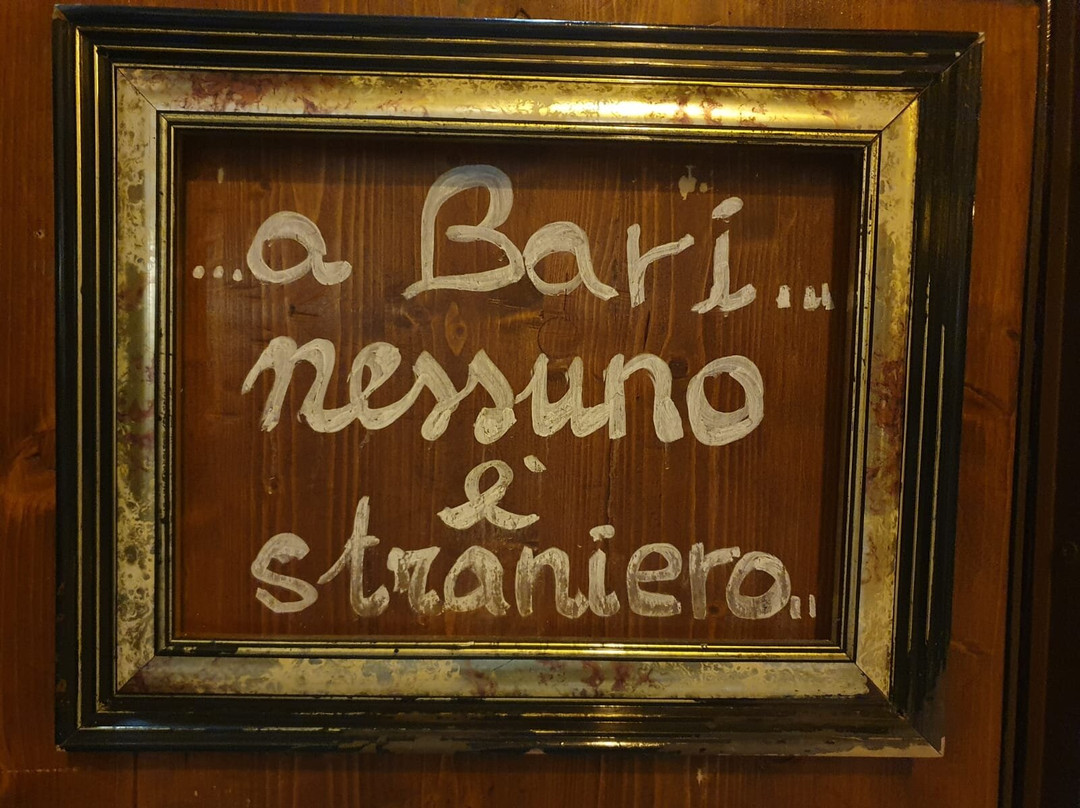 ...a Bari...
nessuno
è
straniero..